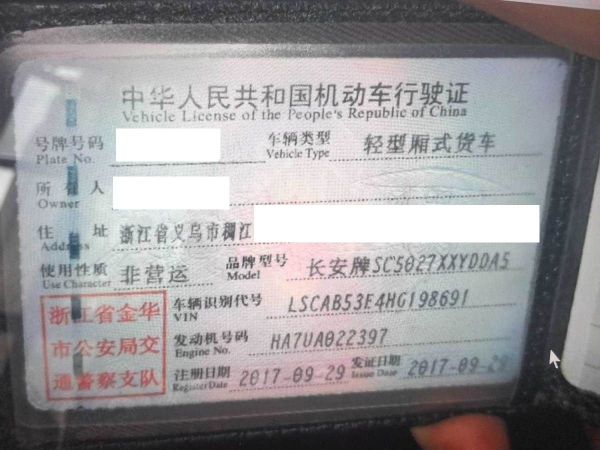 中华人民共和国机动车行驶证
Vehicle License of the People's Republic of China
号牌号码 车辆类型 轻型厢式货车
Plate No. Vehicle Type
所有人
Owner
住址 浙江省义乌市稠江
Address
使用性质 非营运 品牌型号 长安牌SC5027XXYDDA5
Use Character Model
浙江省金华 车辆识别代号 LSCAB53E4HG198691
VIN
市公安局交 发动机号码 HA7UA022397
Engine No.
通警察支队 注册日期 2017-09-29 发证日期 2017-09-29
Register Date Issue Date